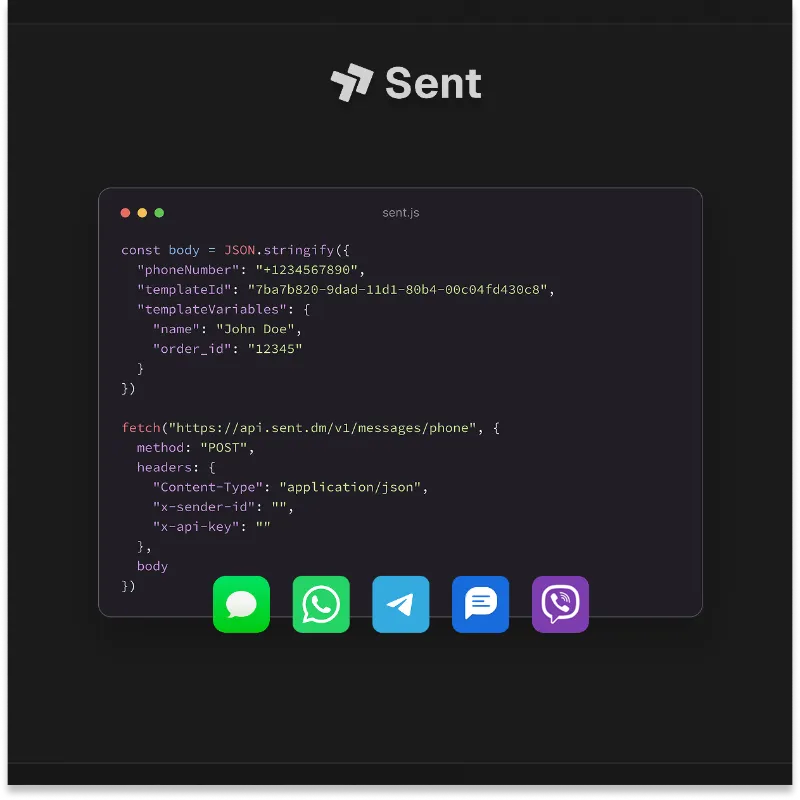 Sent
sent.js
const body = JSON.stringify({
  "phoneNumber": "+1234567890",
  "templateId": "7ba7b820-9dad-11d1-80b4-00c04fd430c8",
  "templateVariables": {
    "name": "John Doe",
    "order_id": "12345"
  }
})
fetch("https://api.sent.dm/v1/messages/phone", {
  method: "POST",
  headers: {
    "Content-Type": "application/json",
    "x-sender-id": "",
    "x-api-key": ""
  },
  body
})